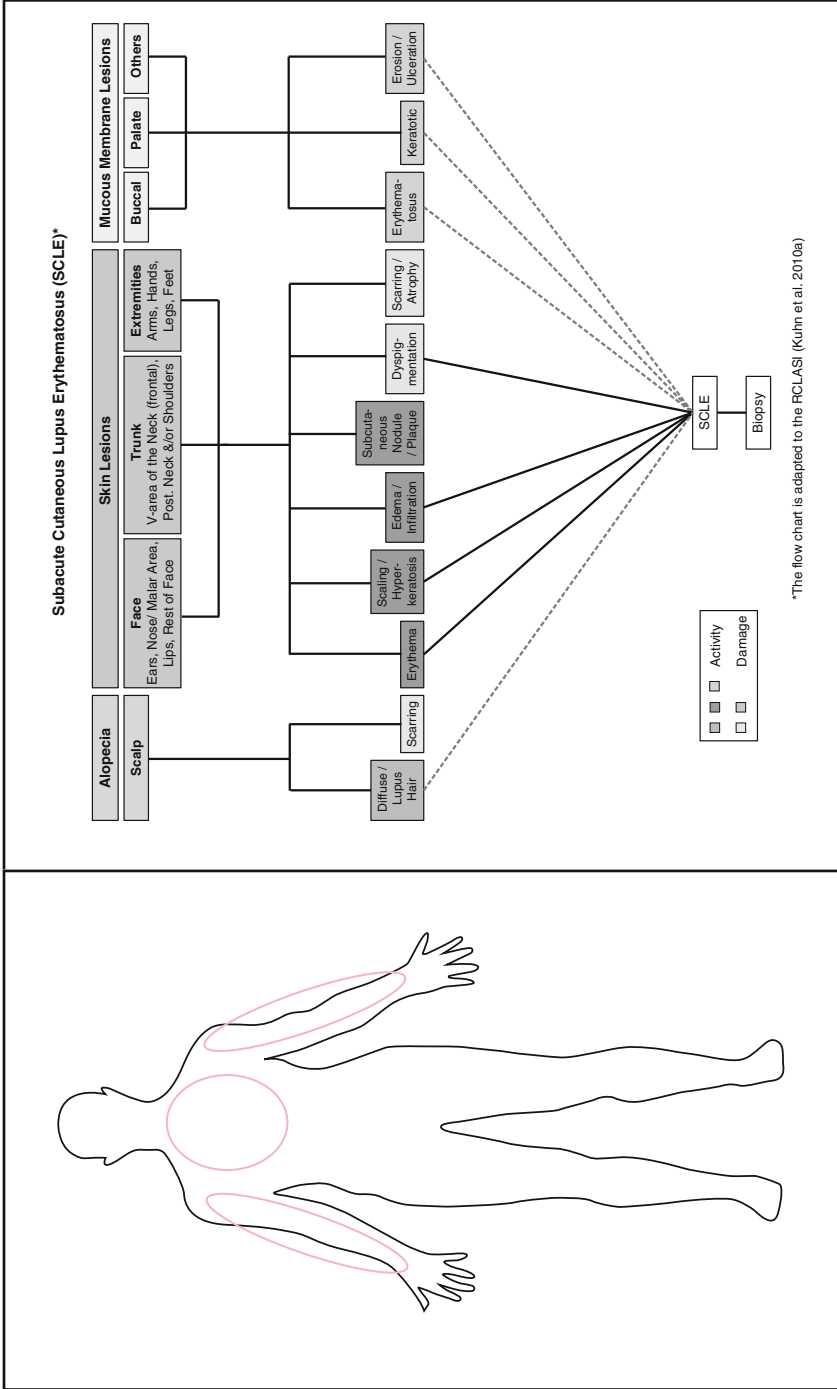 Subacute Cutaneous Lupus Erythematosus (SCLE)*
Alopecia
Skin Lesions
Mucous Membrane Lesions
Scalp
Face
Ears, Nose/ Malar Area,
Lips, Rest of Face
Trunk
V-area of the Neck (frontal),
Post. Neck &/or Shoulders
Extremities
Arms, Hands,
Legs, Feet
Buccal
Palate
Others
Diffuse /
Lupus
Hair
Scarring
Erythema
Scaling /
Hyper-
keratosis
Edema /
Infiltration
Subcuta-
neous
Nodule
/ Plaque
Dyspig-
mentation
Scarring /
Atrophy
Erythema-
tosus
Keratotic
Erosion /
Ulceration
SCLE
Biopsy
Activity
Damage
*The flow chart is adapted to the RCLASI (Kuhn et al. 2010a)